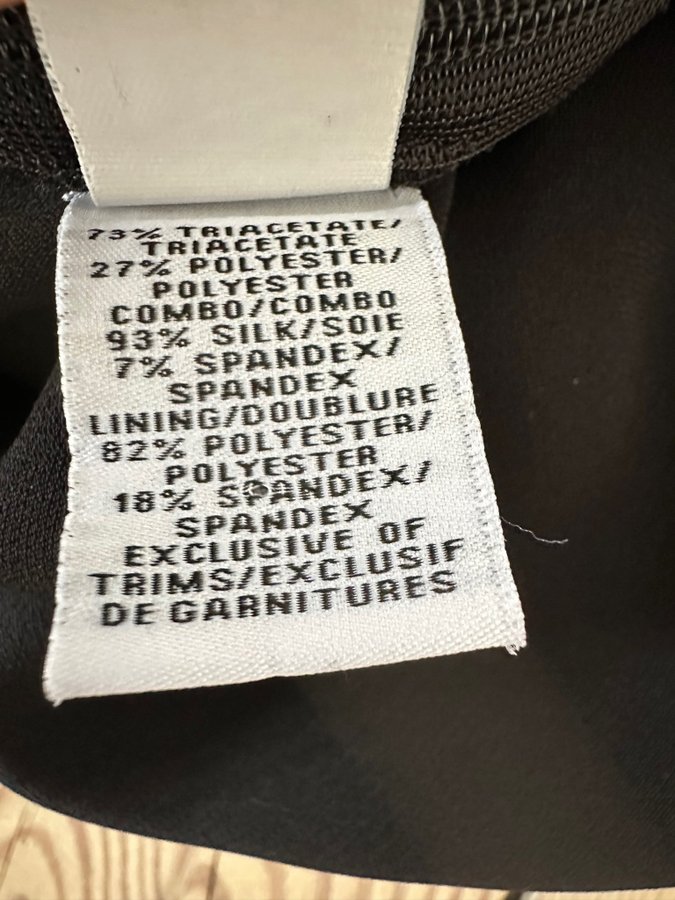 73% TRIACETATE/
TRIACETATE
27% POLYESTER/
POLYESTER
COMBO/COMBO
93% SILK/SOIE
7% SPANDEX/
SPANDEX
LINING/DOUBLURE
82% POLYESTER/
POLYESTER
18% SPANDEX/
SPANDEX
EXCLUSIVE OF
TRIMS/EXCLUSIF
DE GARNITURES